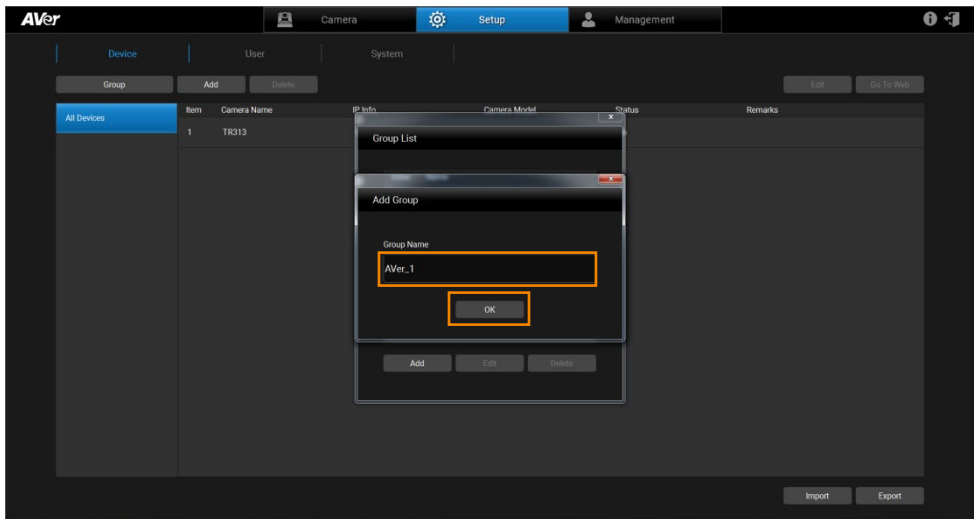 AVer
Camera
Setup
Management
Device
User
System
Group
Add
Delete
Edit
Go To Web
All Devices
Item Camera Name IP Info Camera Model Status Remarks
1 TR313
x
Group List
x
Add Group
Group Name
AVer_1
OK
Add
Edit
Delete
Import
Export